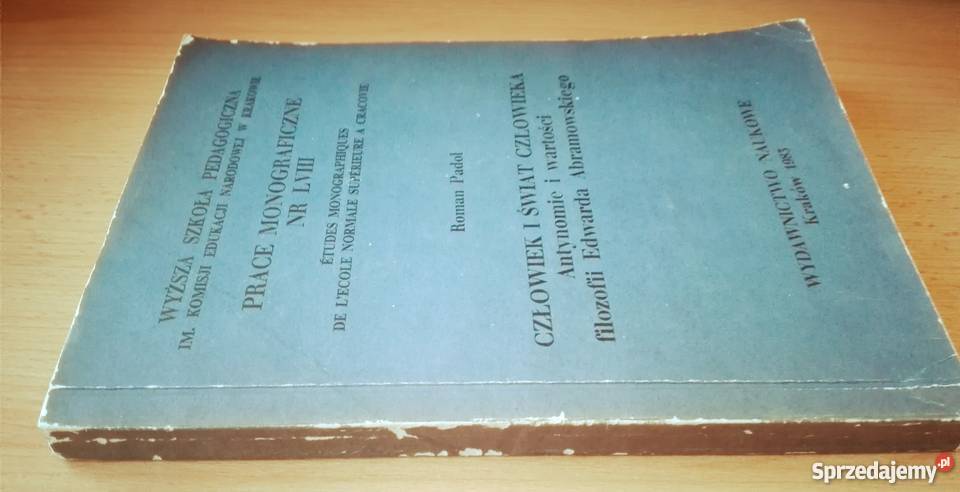 WYŻSZA SZKOŁA PEDAGOGICZNA
IM. KOMISJI EDUKACJI NARODOWEJ W KRAKOWIE
PRACE MONOGRAFICZNE
NR LVIII
ÉTUDES MONOGRAPHIQUES
DE L'ECOLE NORMALE SUPÉRIEURE A CRACOVIE
Roman Padoł
CZŁOWIEK I ŚWIAT CZŁOWIEKA
Antynomie i wartości
filozofii Edwarda Abramowskiego
WYDAWNICTWO NAUKOWE
Kraków 1983
Sprzedajemy.pl